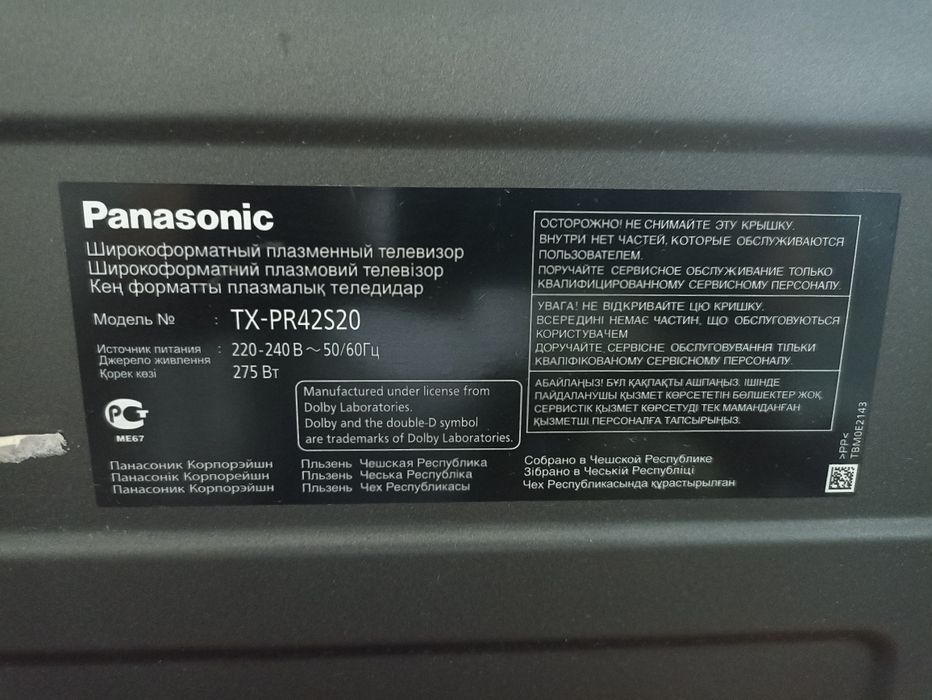 Panasonic
Широкоформатный плазменный телевизор
Широкоформатний плазмовий телевізор
Кең форматты плазмалық теледидар
Модель № : TX-PR42S20
Источник питания : 220-240 В ~ 50/60Гц
Джерело живлення
Қорек көзі 275 Вт
Manufactured under license from
Dolby Laboratories.
Dolby and the double-D symbol
are trademarks of Dolby Laboratories.
РСТ
ME67
Панасоник Корпорэйшн Пльзень Чешская Республика
Панасонік Корпорейшн Пльзень Чеська Республіка
Панасоник Корпорэйшн Пльзень Чех Республикасы
ОСТОРОЖНО! НЕ СНИМАЙТЕ ЭТУ КРЫШКУ.
ВНУТРИ НЕТ ЧАСТЕЙ, КОТОРЫЕ ОБСЛУЖИВАЮТСЯ
ПОЛЬЗОВАТЕЛЕМ.
ПОРУЧАЙТЕ СЕРВИСНОЕ ОБСЛУЖИВАНИЕ ТОЛЬКО
КВАЛИФИЦИРОВАННОМУ СЕРВИСНОМУ ПЕРСОНАЛУ.
УВАГА! НЕ ВІДКРИВАЙТЕ ЦЮ КРИШКУ.
ВСЕРЕДИНІ НЕМАЄ ЧАСТИН, ЩО ОБСЛУГОВУЮТЬСЯ
КОРИСТУВАЧЕМ
ДОРУЧАЙТЕ СЕРВІСНЕ ОБСЛУГОВУВАННЯ ТІЛЬКИ
КВАЛІФІКОВАНОМУ СЕРВІСНОМУ ПЕРСОНАЛУ.
АБАЙЛАҢЫЗ! БҰЛ ҚАҚПАҚТЫ АШПАҢЫЗ. ІШІНДЕ
ПАЙДАЛАНУШЫ ҚЫЗМЕТ КӨРСЕТЕТІН БӨЛШЕКТЕР ЖОҚ.
СЕРВИСТІК ҚЫЗМЕТ КӨРСЕТУДІ ТЕК МАМАНДАНҒАН
ҚЫЗМЕТШІ ПЕРСОНАЛҒА ТАПСЫРЫҢЫЗ.
Собрано в Чешской Республике
Зібрано в Чеській Республіці
Чех Республикасында құрастырылған
>PP<
TBM0E2143